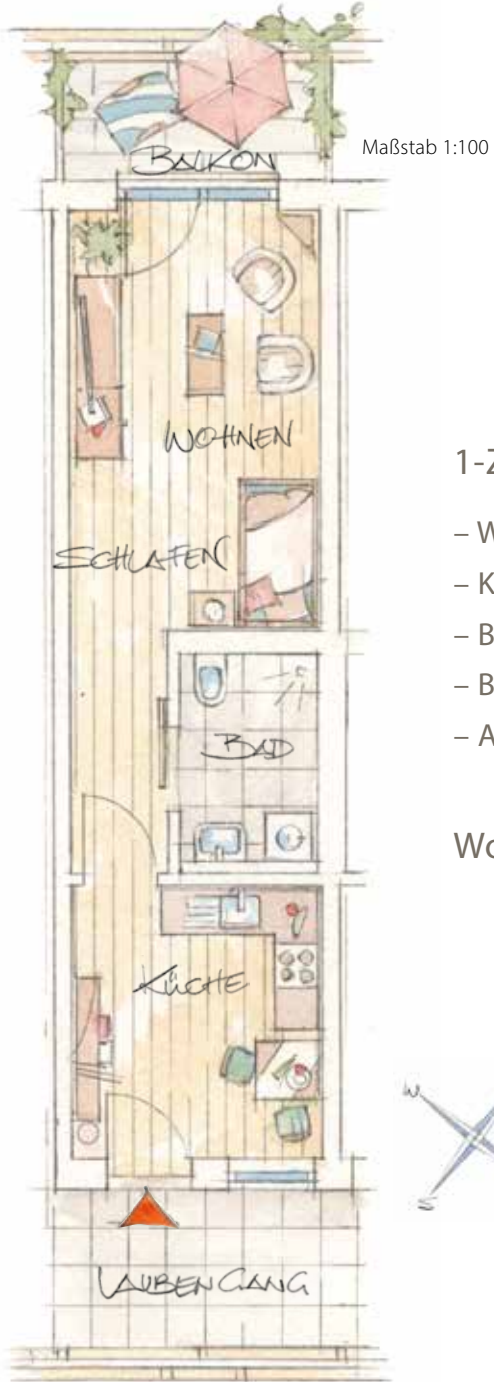 BALKON
Maßstab 1:100
WOHNEN
SCHLAFEN
BAD
KÜCHE
LAUBENGANG
1-Z
– W
– K
– B
– B
– A
Wo
W
S